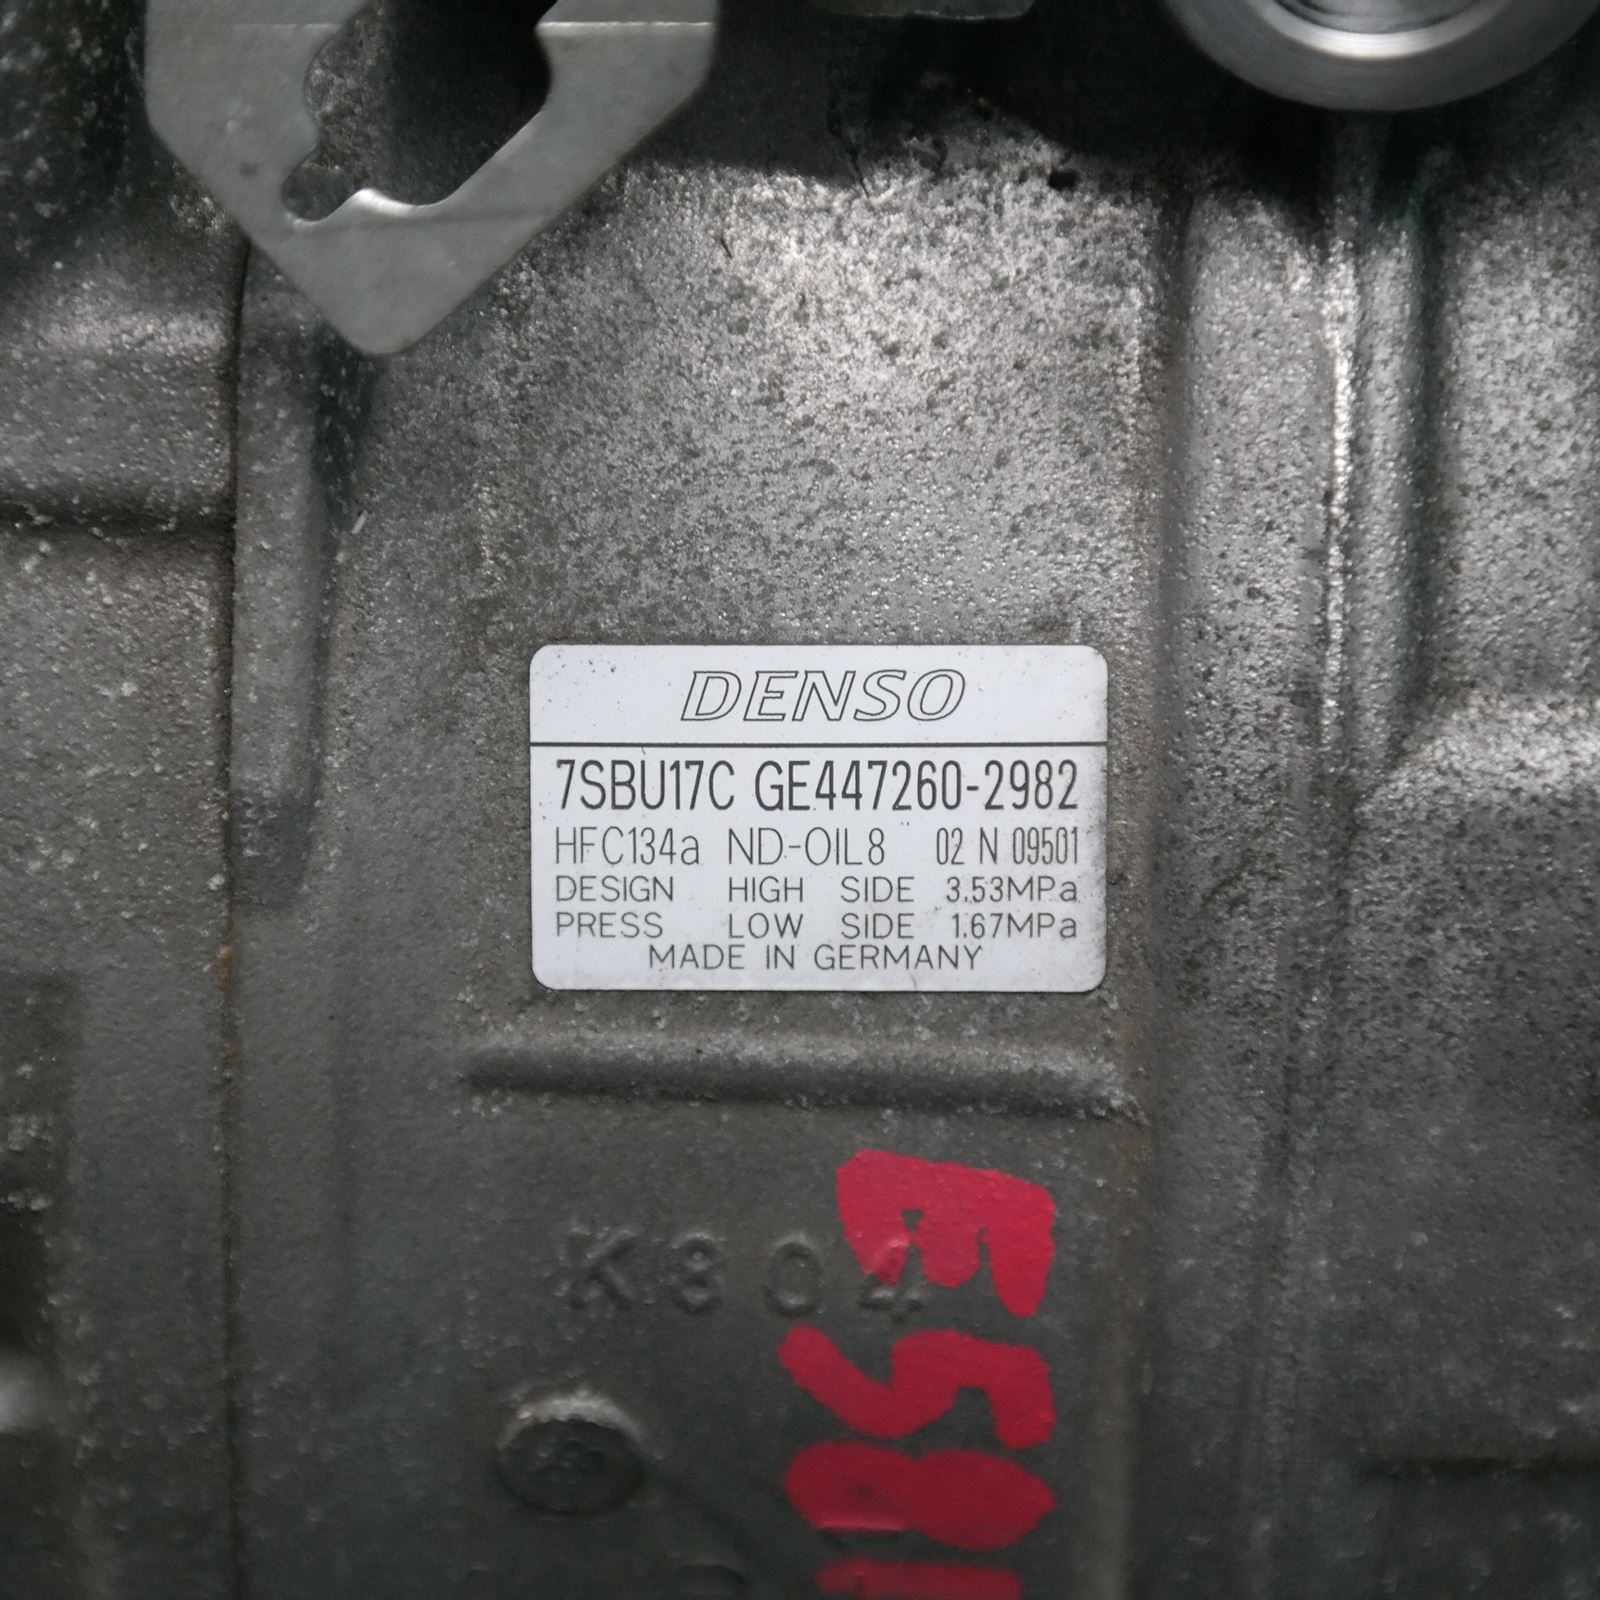 DENSO
7SBU17C GE447260-2982
HFC134a ND-OIL8 02 N 09501
DESIGN HIGH SIDE 3.53MPa
PRESS LOW SIDE 1.67MPa
MADE IN GERMANY
K804